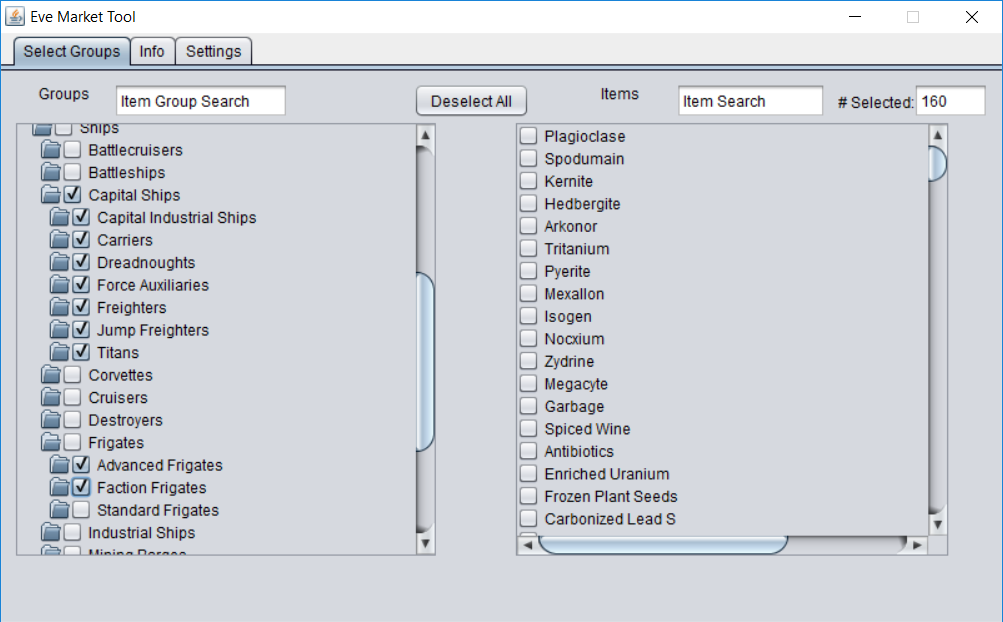 Eve Market Tool
Select Groups Info Settings
Groups Item Group Search Deselect All Items Item Search # Selected: 160
Ships
Battlecruisers
Battleships
Capital Ships
Capital Industrial Ships
Carriers
Dreadnoughts
Force Auxiliaries
Freighters
Jump Freighters
Titans
Corvettes
Cruisers
Destroyers
Frigates
Advanced Frigates
Faction Frigates
Standard Frigates
Industrial Ships
Mining Barges
Plagioclase
Spodumain
Kernite
Hedbergite
Arkonor
Tritanium
Pyerite
Mexallon
Isogen
Nocxium
Zydrine
Megacyte
Garbage
Spiced Wine
Antibiotics
Enriched Uranium
Frozen Plant Seeds
Carbonized Lead S